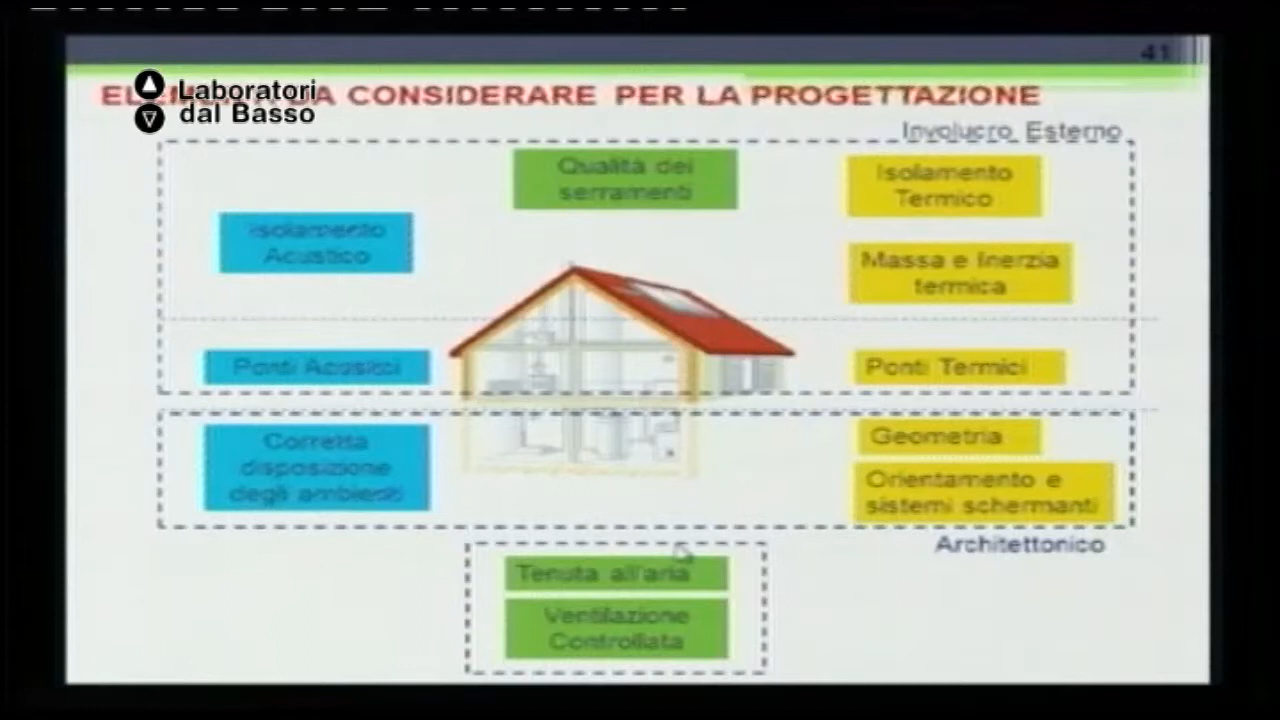 41
Laboratori
dal Basso
CONSIDERARE PER LA PROGETTAZIONE
Involucro Esterno
Qualità dei
serramenti
Isolamento
Termico
Isolamento
Acustico
Massa e Inerzia
termica
Ponti Acustici
Ponti Termici
Corretta
disposizione
degli ambienti
Geometria
Orientamento e
sistemi schermanti
Architettonico
Tenuta all'aria
Ventilazione
Controllata